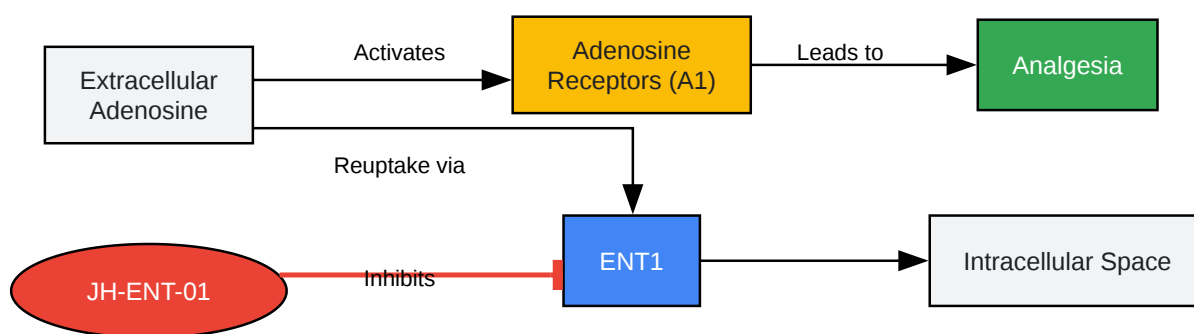 Extracellular
Adenosine
Activates
Adenosine
Receptors (A1)
Leads to
Analgesia
Reuptake via
JH-ENT-01
Inhibits
ENT1
Intracellular Space